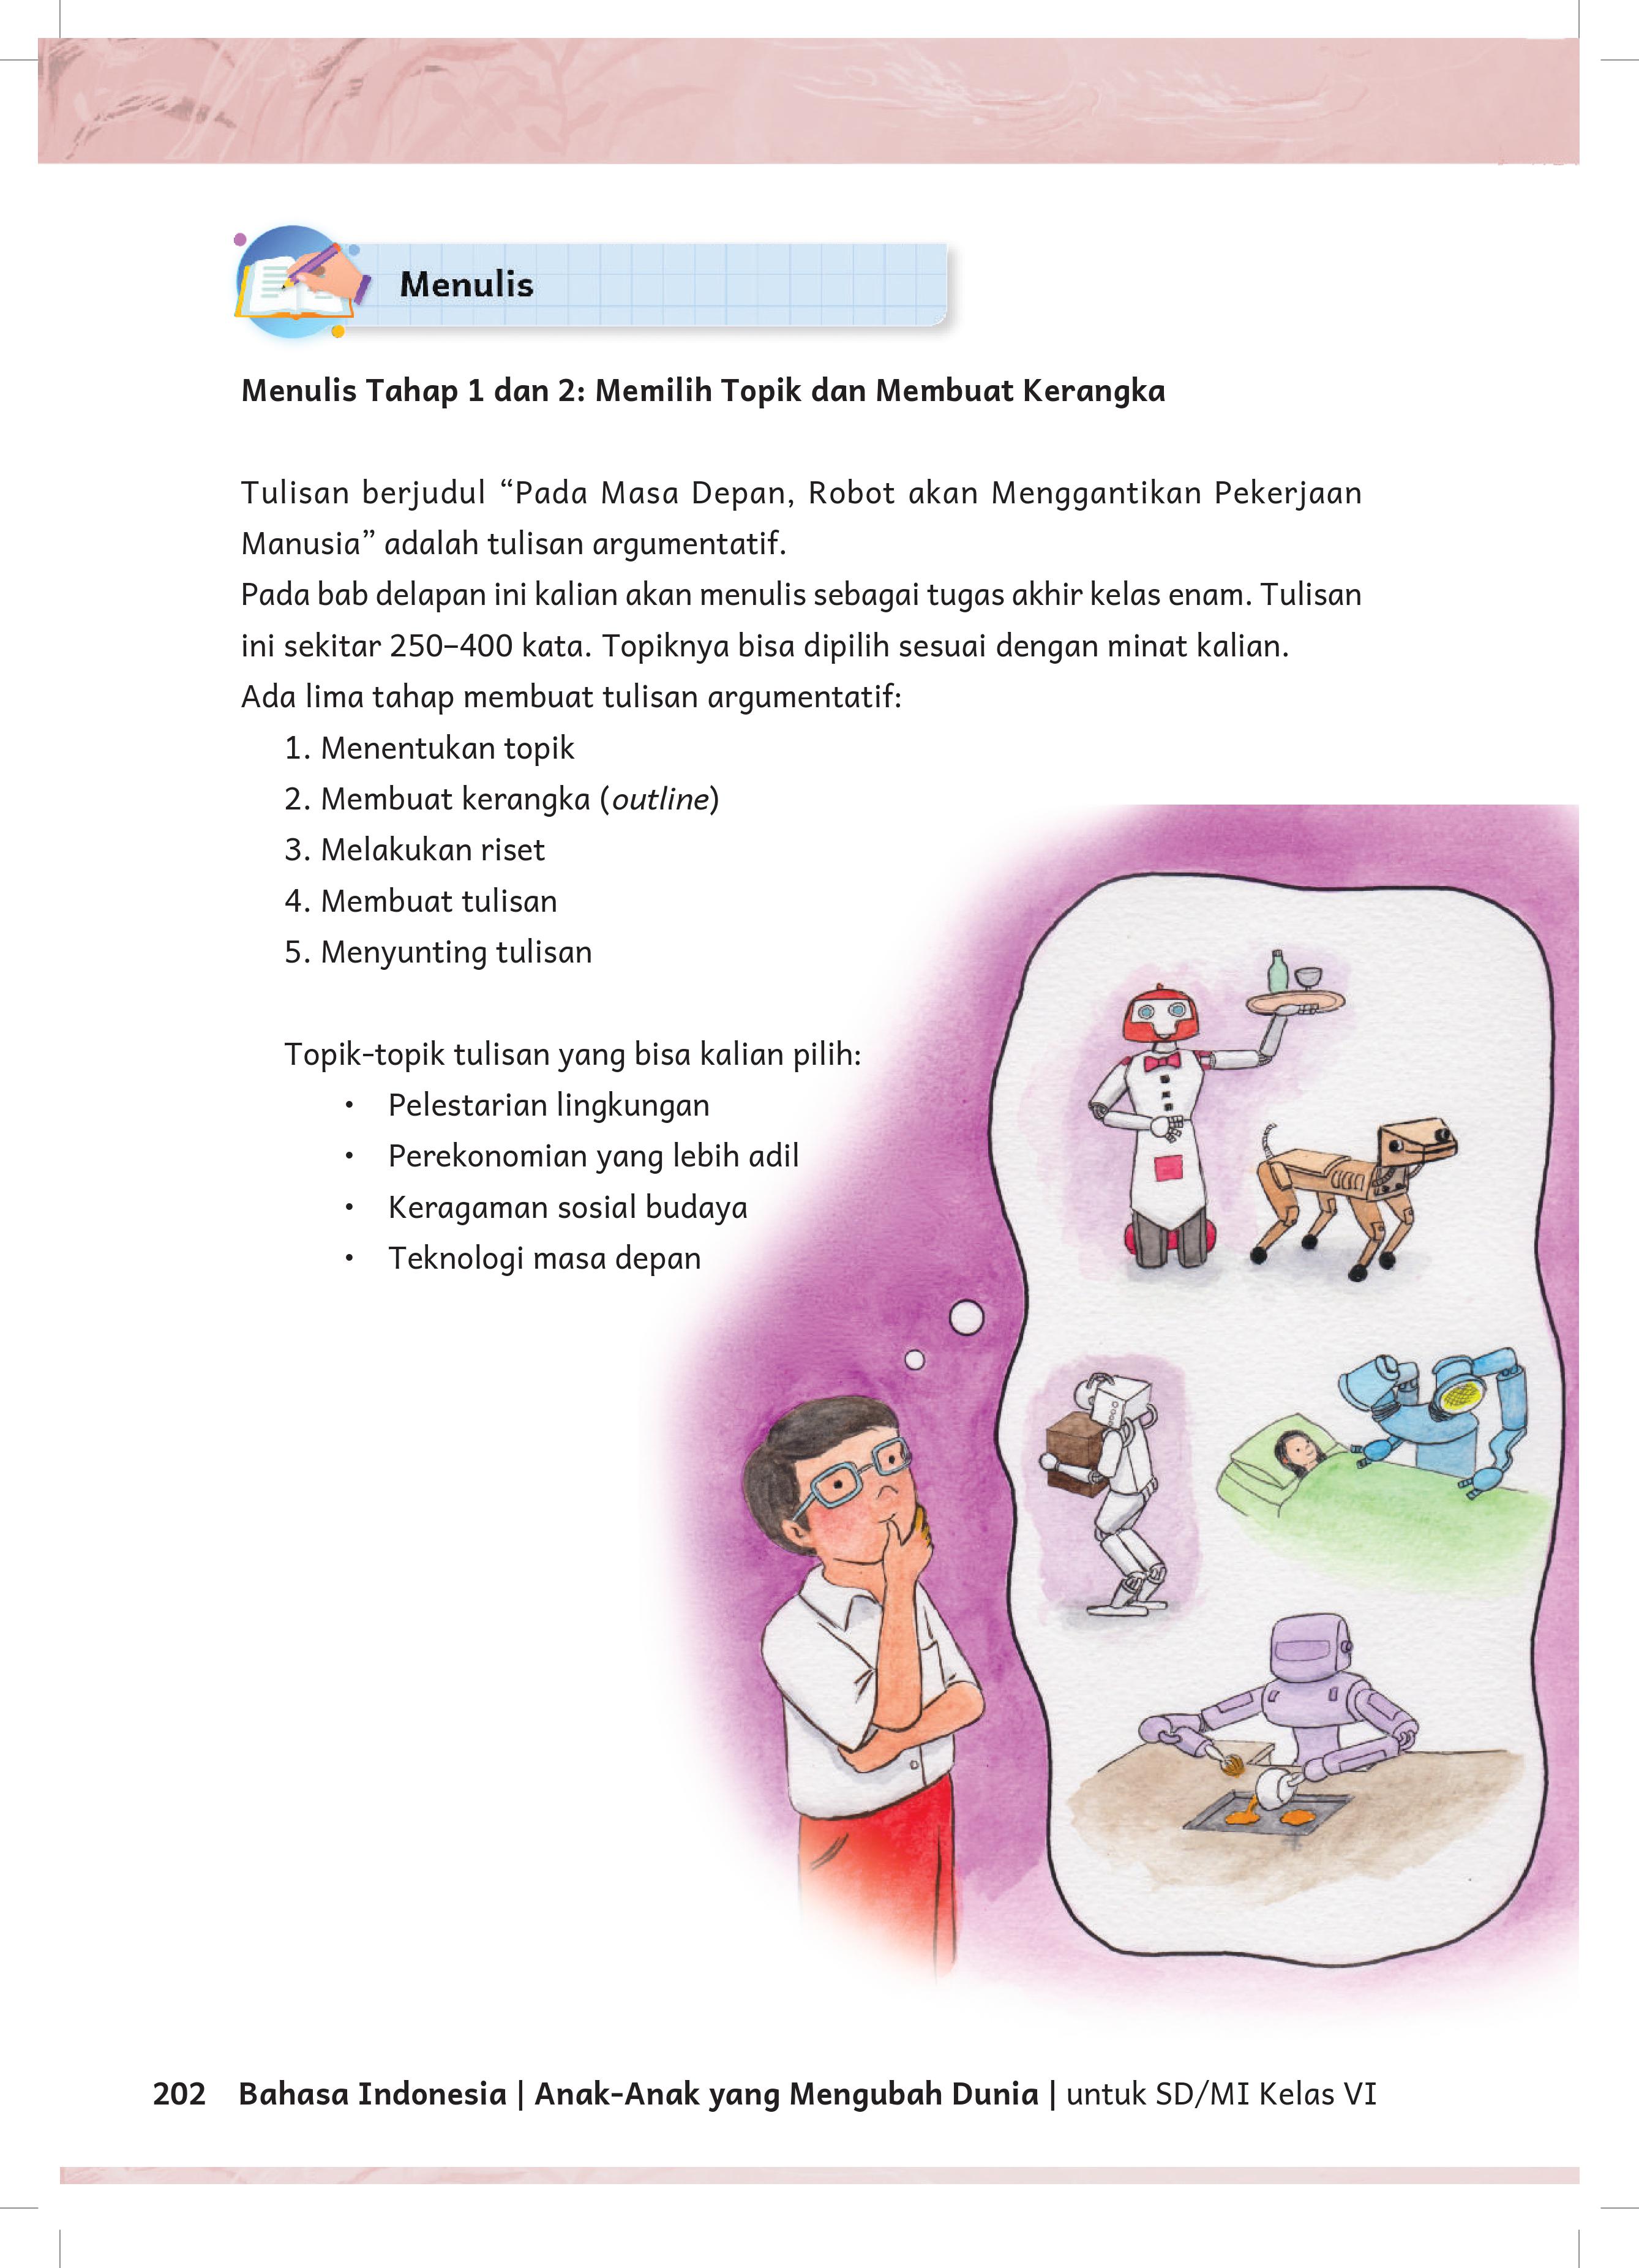 Menulis
Menulis Tahap 1 dan 2: Memilih Topik dan Membuat Kerangka
Tulisan berjudul “Pada Masa Depan, Robot akan Menggantikan Pekerjaan
Manusia” adalah tulisan argumentatif.
Pada bab delapan ini kalian akan menulis sebagai tugas akhir kelas enam. Tulisan
ini sekitar 250–400 kata. Topiknya bisa dipilih sesuai dengan minat kalian.
Ada lima tahap membuat tulisan argumentatif:
1. Menentukan topik
2. Membuat kerangka (outline)
3. Melakukan riset
4. Membuat tulisan
5. Menyunting tulisan
Topik-topik tulisan yang bisa kalian pilih:
• Pelestarian lingkungan
• Perekonomian yang lebih adil
• Keragaman sosial budaya
• Teknologi masa depan
202 Bahasa Indonesia | Anak-Anak yang Mengubah Dunia | untuk SD/MI Kelas VI